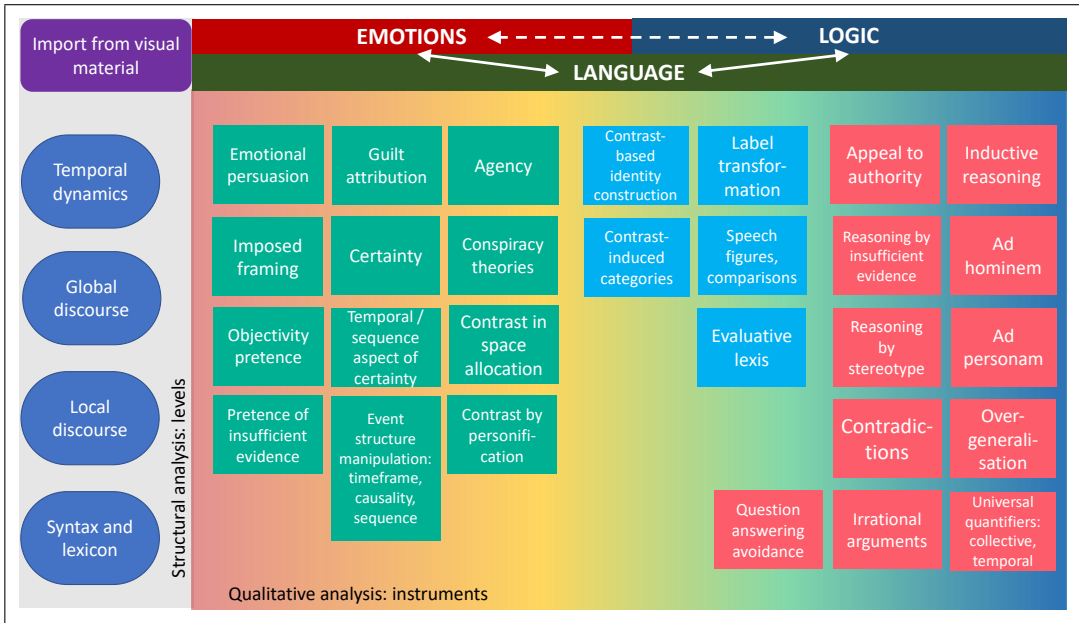 Import from visual
material
EMOTIONS
LOGIC
LANGUAGE
Temporal
dynamics
Global
discourse
Local
discourse
Syntax and
lexicon
Structural analysis: levels
Emotional
persuasion
Guilt
attribution
Agency
Contrast-
based
identity
construction
Label
transfor-
mation
Appeal to
authority
Inductive
reasoning
Imposed
framing
Certainty
Conspiracy
theories
Contrast-
induced
categories
Speech
figures,
comparisons
Reasoning by
insufficient
evidence
Ad
hominem
Objectivity
pretence
Temporal /
sequence
aspect of
certainty
Contrast in
space
allocation
Evaluative
lexis
Reasoning
by
stereotype
Ad
personam
Pretence of
insufficient
evidence
Event
structure
manipulation:
timeframe,
causality,
sequence
Contrast by
personifi-
cation
Contradic-
tions
Over-
generali-
sation
Question
answering
avoidance
Irrational
arguments
Universal
quantifiers:
collective,
temporal
Qualitative analysis: instruments